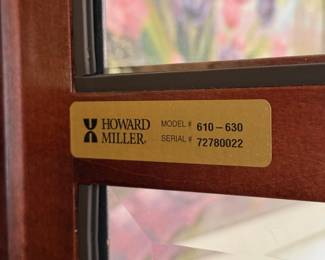 HOWARD MILLER®
MODEL # 610-630
SERIAL # 72780022